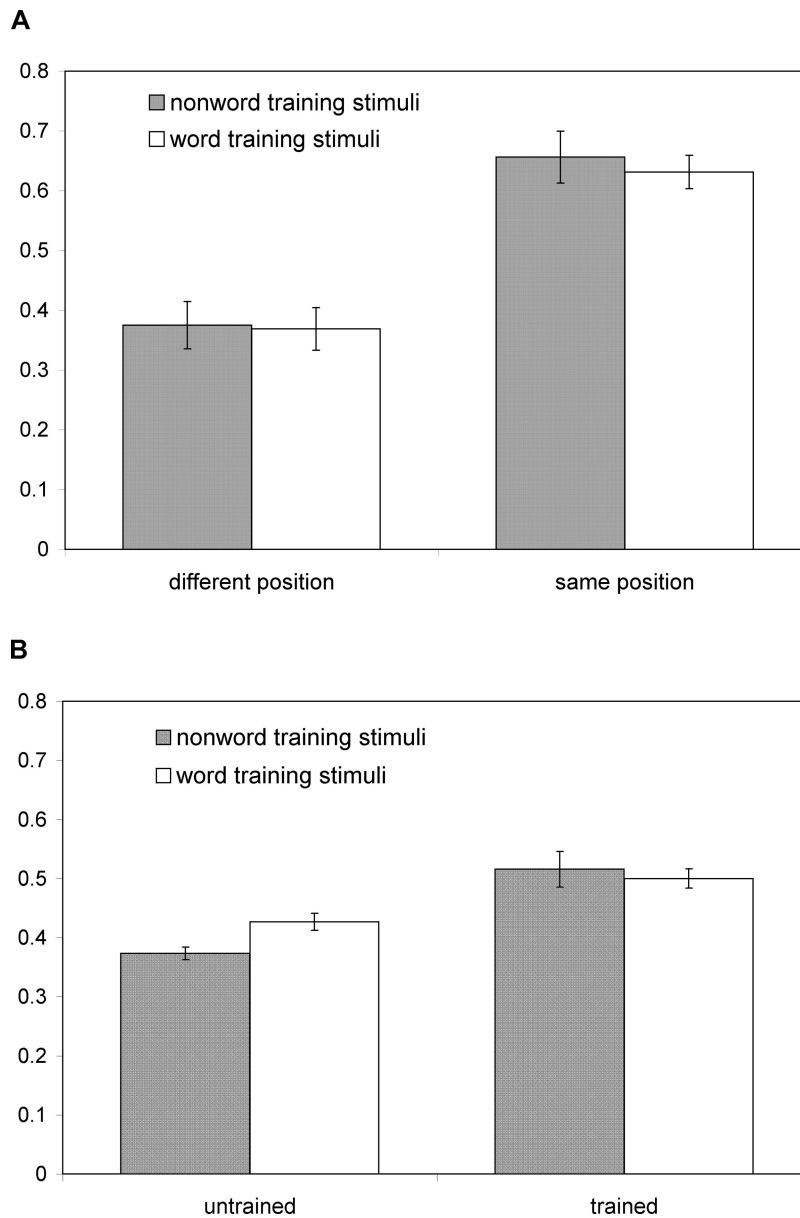 A
0.8
nonword training stimuli
0.7
word training stimuli
0.6
0.5
0.4
0.3
0.2
0.1
0
different position same position
B
0.8
nonword training stimuli
0.7
word training stimuli
0.6
0.5
0.4
0.3
0.2
0.1
0
untrained trained